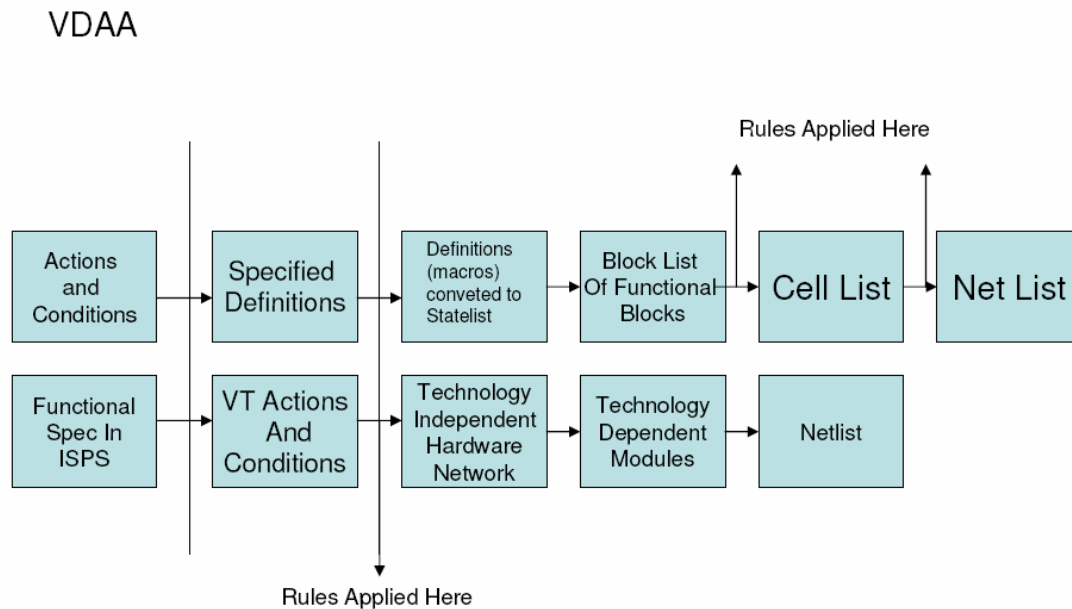 VDAA
Rules Applied Here
Actions
and
Conditions
Specified
Definitions
Definitions
(macros)
conveted to
Statelist
Block List
Of Functional
Blocks
Cell List
Net List
Functional
Spec In
ISPS
VT Actions
And
Conditions
Technology
Independent
Hardware
Network
Technology
Dependent
Modules
Netlist
Rules Applied Here